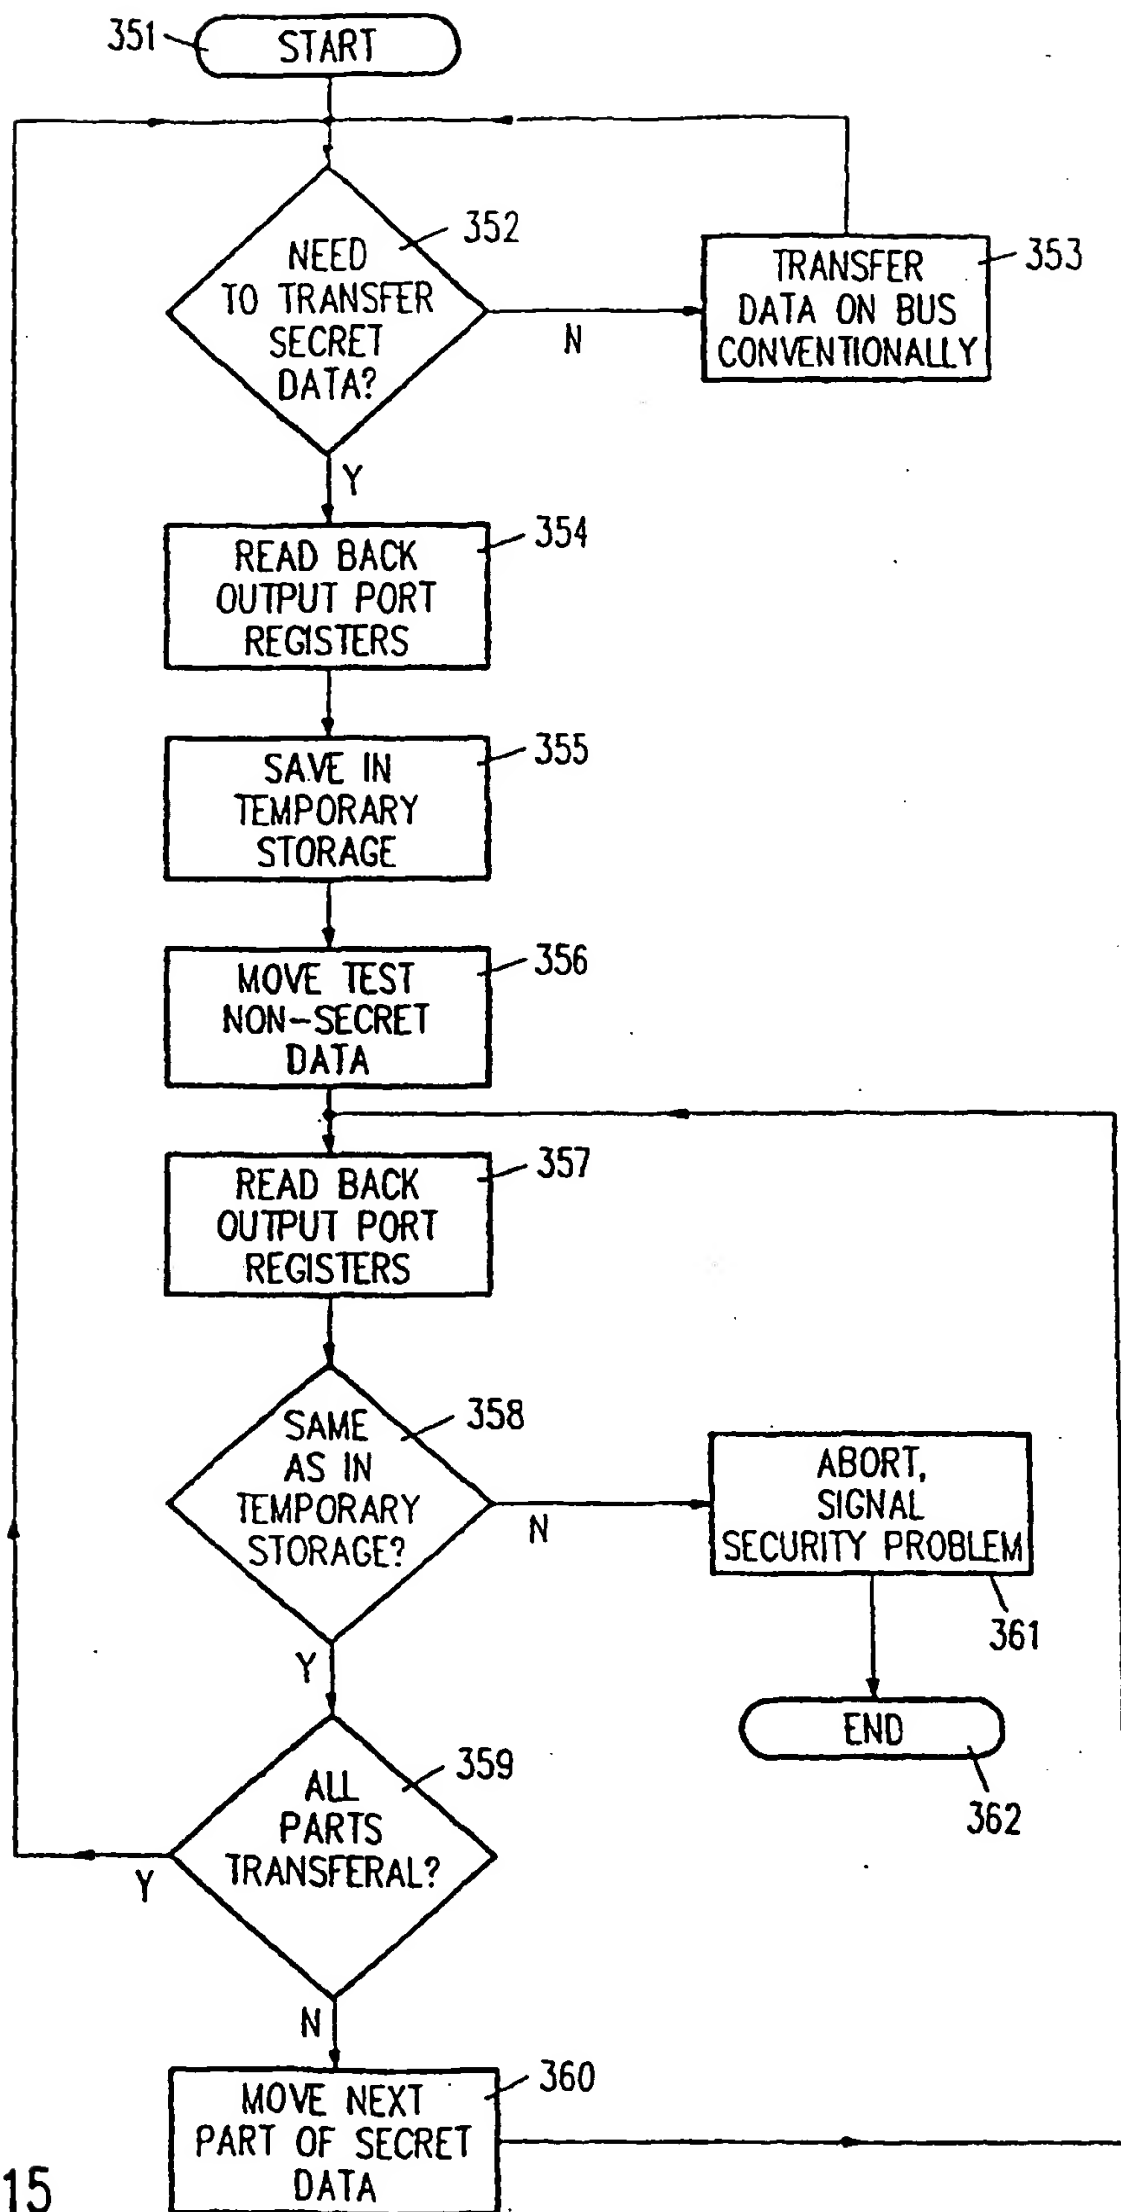 351
START
352
NEED
TO TRANSFER
SECRET
DATA?
N
353
TRANSFER
DATA ON BUS
CONVENTIONALLY
Y
354
READ BACK
OUTPUT PORT
REGISTERS
355
SAVE IN
TEMPORARY
STORAGE
356
MOVE TEST
NON-SECRET
DATA
357
READ BACK
OUTPUT PORT
REGISTERS
358
SAME
AS IN
TEMPORARY
STORAGE?
N
ABORT,
SIGNAL
SECURITY PROBLEM
361
Y
END
362
359
ALL
PARTS
TRANSFERAL?
Y
N
360
MOVE NEXT
PART OF SECRET
DATA
15